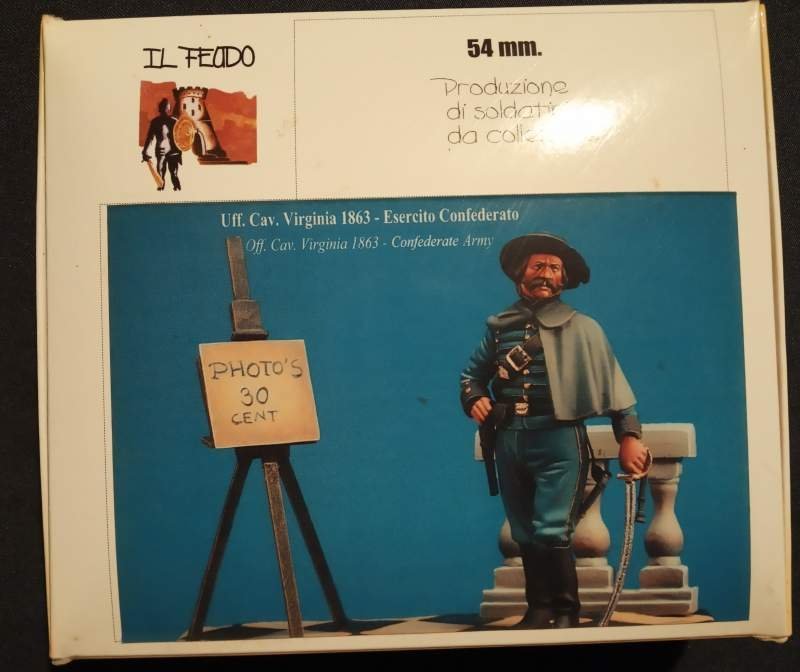 IL FEUDO
54 mm.
Produzione
di soldatini
da
Uff. Cav. Virginia 1863 - Esercito Confederato
Off. Cav. Virginia 1863 - Confederate Army
PHOTO'S
30
CENT